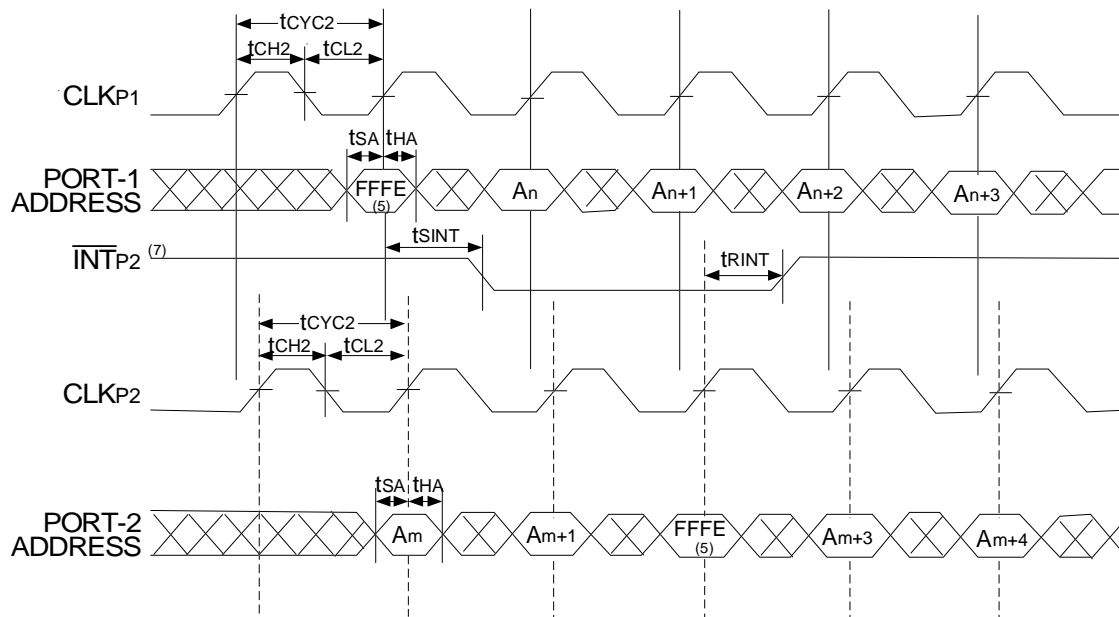 tCYC2
tCH2 tCL2
CLKP1
tSA tHA
PORT-1 ADDRESS
FFFE (5) An An+1 An+2 An+3
tSINT
INTP2 (7)
tRINT
tCYC2
tCH2 tCL2
CLKP2
tSA tHA
PORT-2 ADDRESS
Am Am+1 FFFE (5) Am+3 Am+4